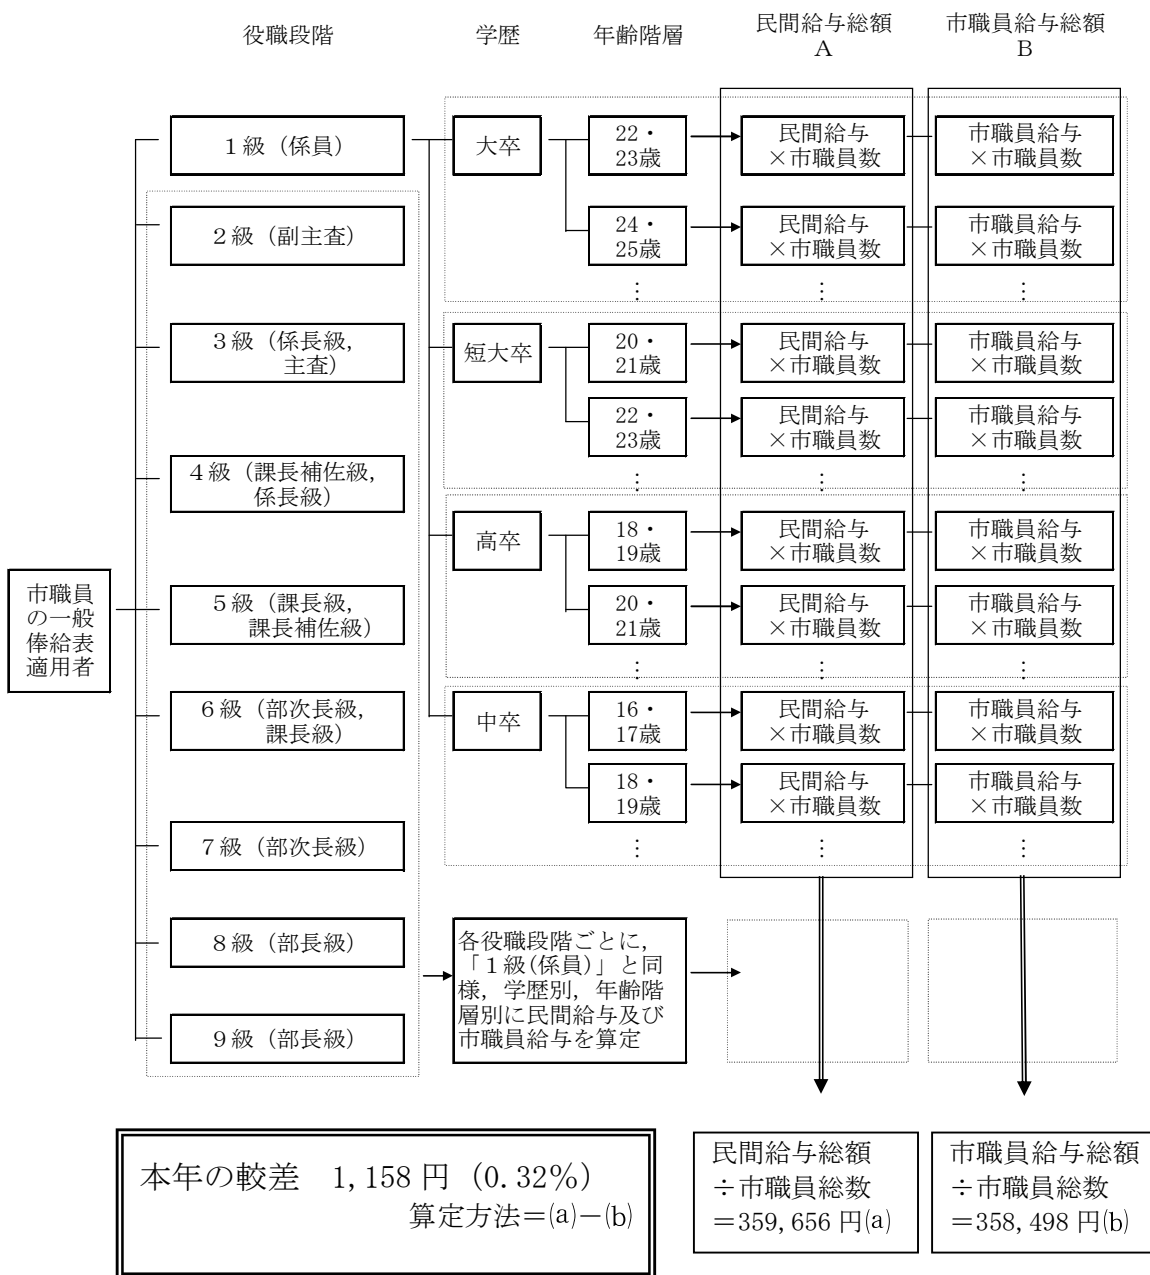 役職段階
学歴
年齢階層
民間給与総額
A
市職員給与総額
B
市職員
の一般
俸給表
適用者
1級(係員)
2級(副主査)
3級(係長級,
主査)
4級(課長補佐級,
係長級)
5級(課長級,
課長補佐級)
6級(部次長級,
課長級)
7級(部次長級)
8級(部長級)
9級(部長級)
大卒
22・
23歳
民間給与
×市職員数
市職員給与
×市職員数
24・
25歳
民間給与
×市職員数
市職員給与
×市職員数
⋮
⋮
⋮
短大卒
20・
21歳
民間給与
×市職員数
市職員給与
×市職員数
22・
23歳
民間給与
×市職員数
市職員給与
×市職員数
⋮
⋮
⋮
高卒
18・
19歳
民間給与
×市職員数
市職員給与
×市職員数
20・
21歳
民間給与
×市職員数
市職員給与
×市職員数
⋮
⋮
⋮
中卒
16・
17歳
民間給与
×市職員数
市職員給与
×市職員数
18・
19歳
民間給与
×市職員数
市職員給与
×市職員数
⋮
⋮
⋮
各役職段階ごとに,
「1級(係員)」と同
様, 学歴別, 年齢階
層別に民間給与及び
市職員給与を算定
本年の較差 1,158円(0.32%)
算定方法=(a)-(b)
民間給与総額
÷市職員総数
=359,656円(a)
市職員給与総額
÷市職員総数
=358,498円(b)